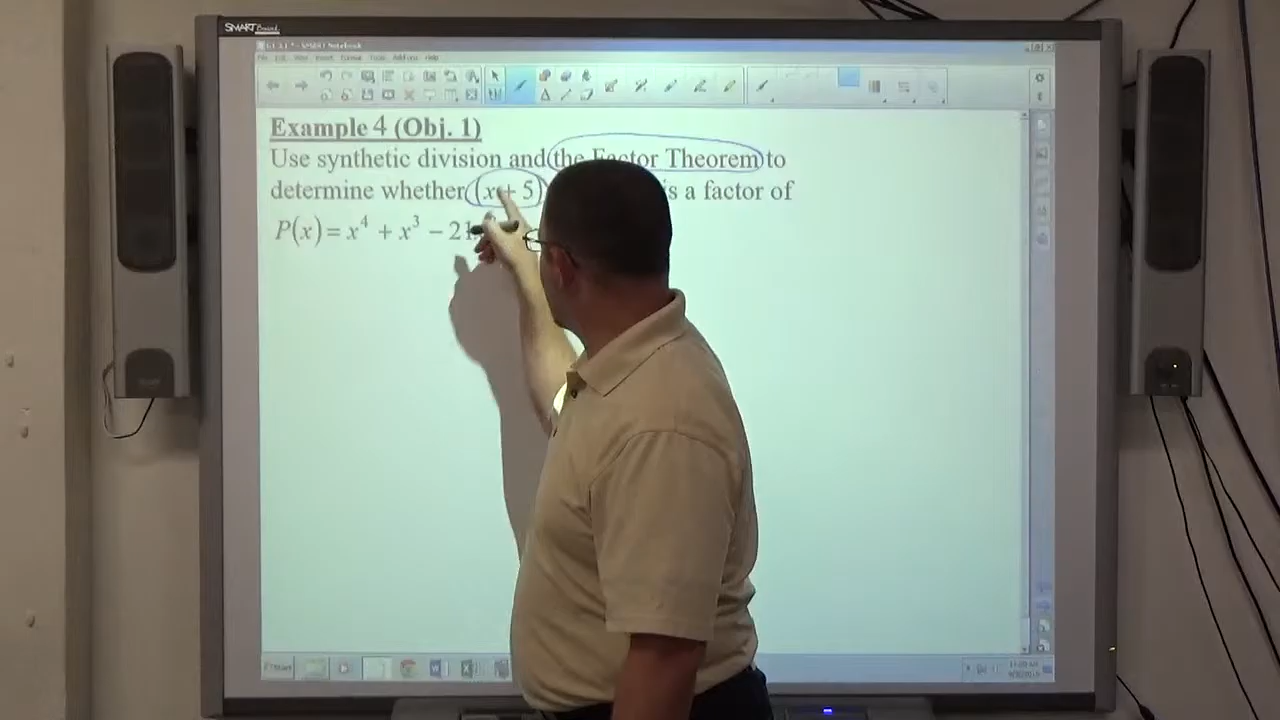 SMART Board
Example 4 (Obj. 1)
Use synthetic division and the Factor Theorem to
determine whether (x + 5) is a factor of
P(x) = x⁴ + x³ − 21